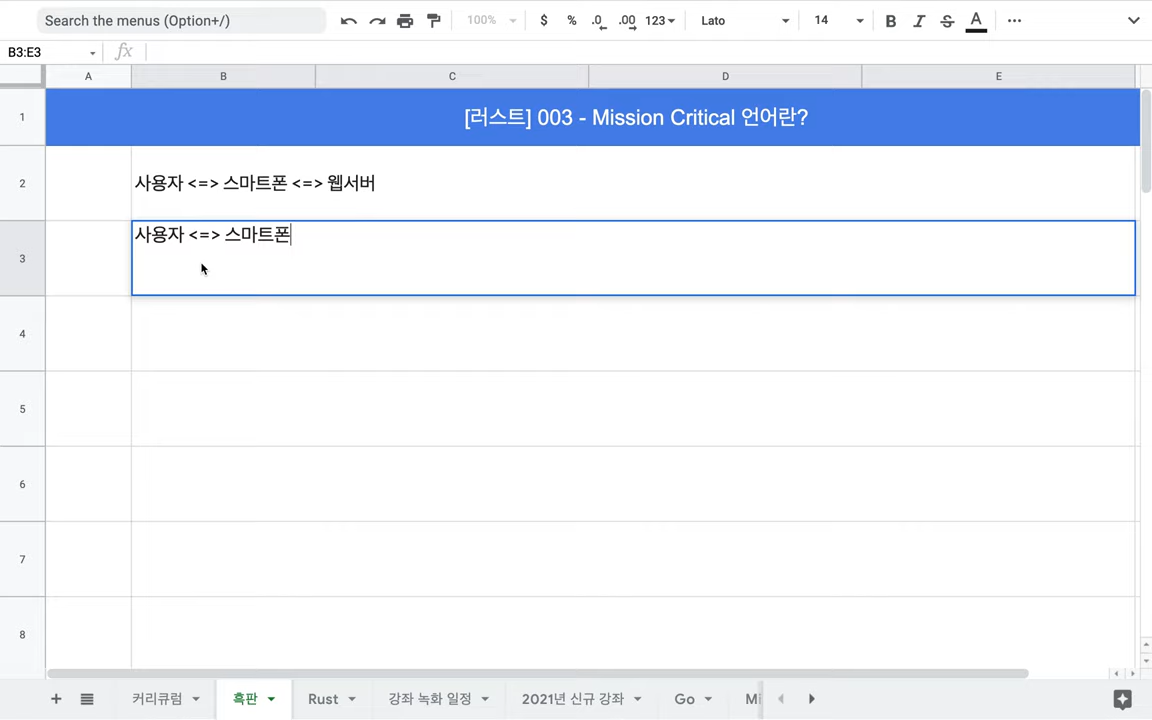 Search the menus (Option+/) 100% $ % .0 .00 123 Lato 14 B I S A ...
B3:E3 fx
A B C D E
1 [러스트] 003 - Mission Critical 언어란?
2 사용자 <=> 스마트폰 <=> 웹서버
3 사용자 <=> 스마트폰
4
5
6
7
8
+ 커리큘럼 흑판 Rust 강좌 녹화 일정 2021년 신규 강좌 Go